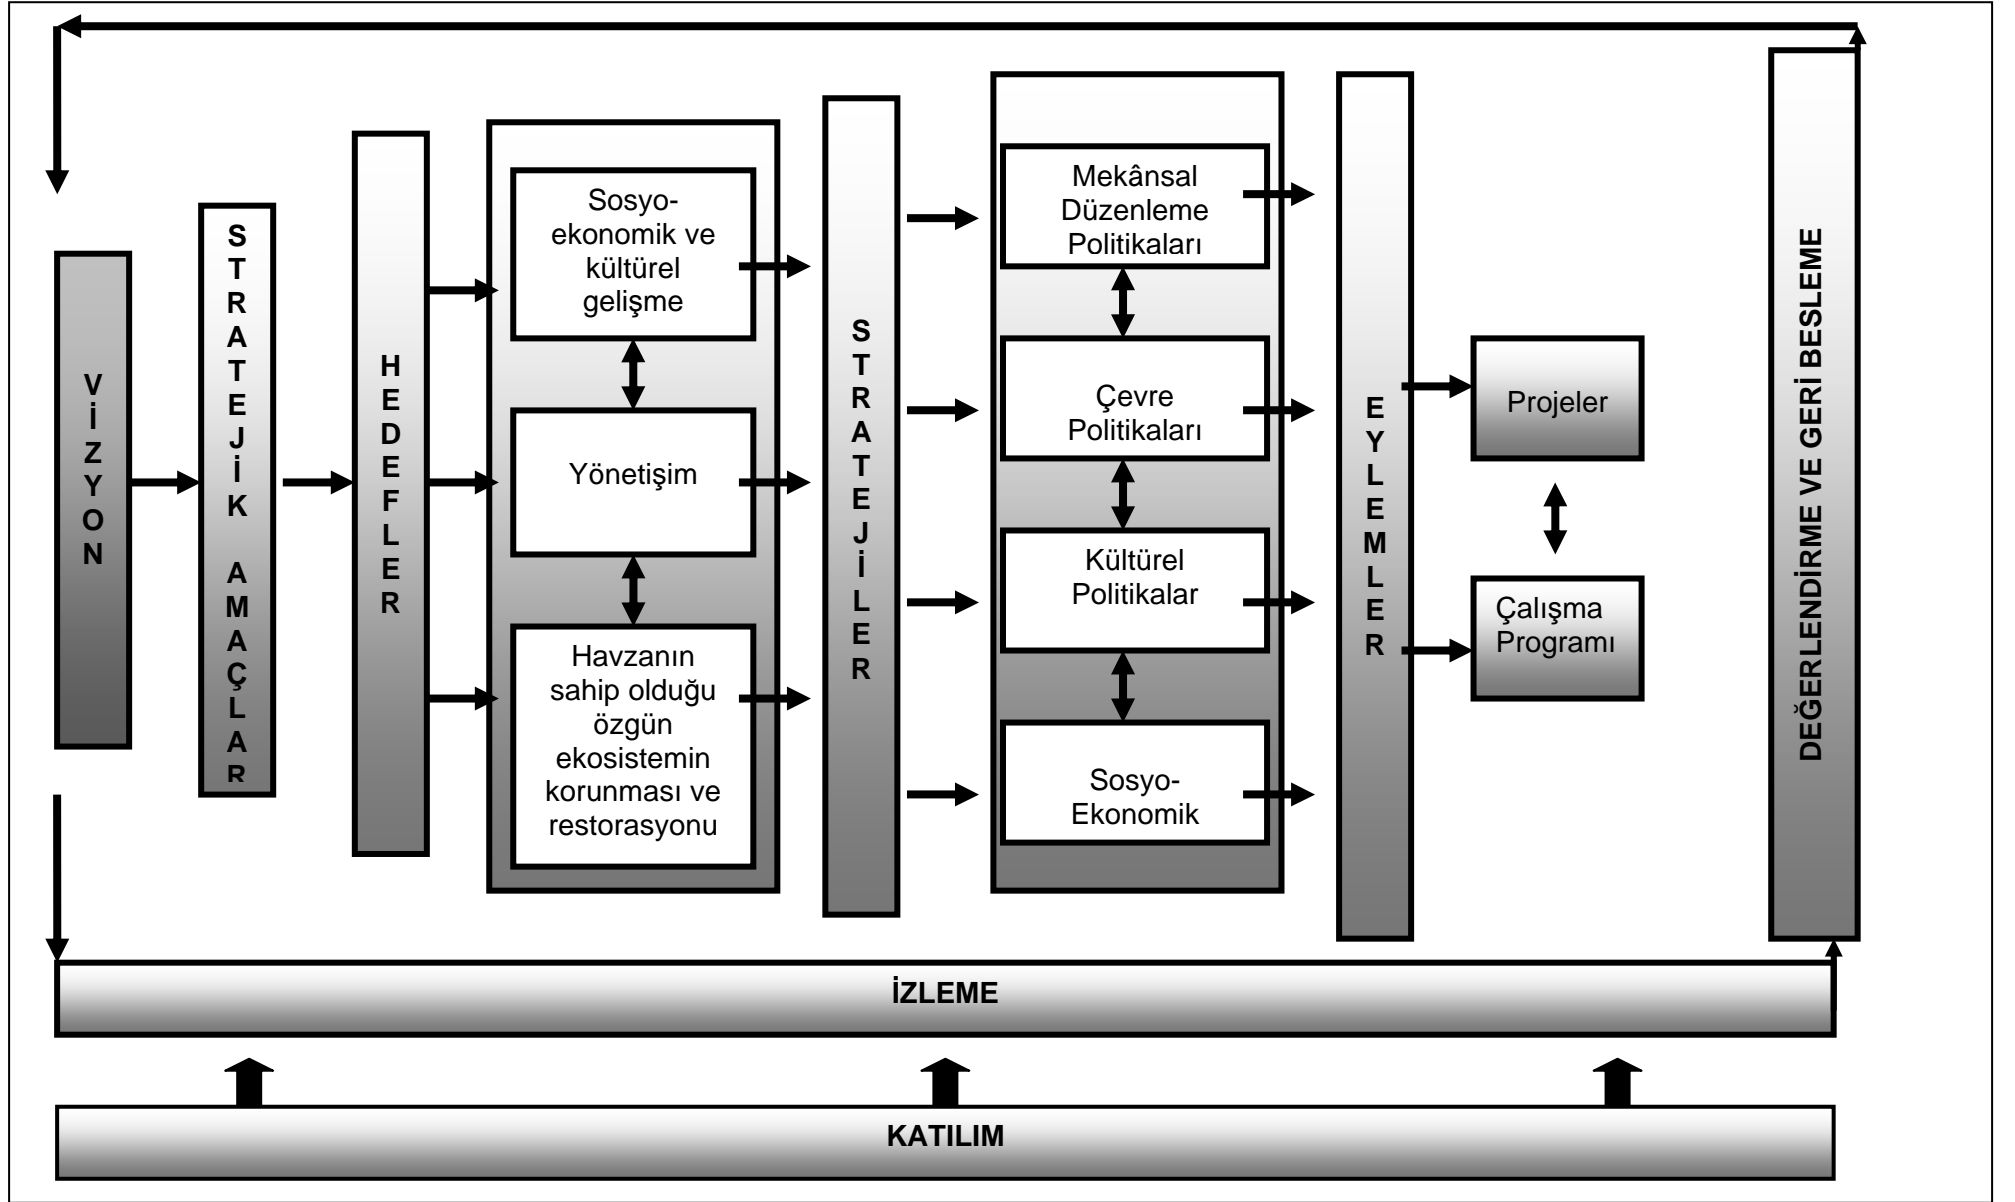 VİZYON
STRATEJİK AMAÇLAR
HEDEFLER
Sosyo-
ekonomik ve
kültürel
gelişme
Yönetişim
Havzanın
sahip olduğu
özgün
ekosistemin
korunması ve
restorasyonu
STRATEJİLER
Mekânsal
Düzenleme
Politikaları
Çevre
Politikaları
Kültürel
Politikalar
Sosyo-
Ekonomik
EYLEMLER
Projeler
Çalışma
Programı
DEĞERLENDİRME VE GERİ BESLEME
İZLEME
KATILIM